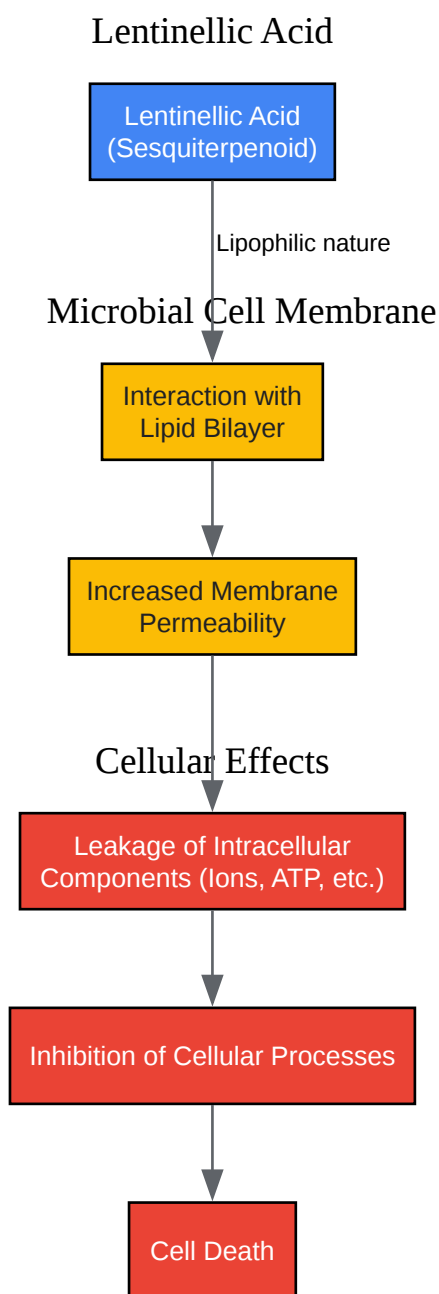 Lentinellic Acid
Lentinellic Acid
(Sesquiterpenoid)
Lipophilic nature
Microbial Cell Membrane
Interaction with
Lipid Bilayer
Increased Membrane
Permeability
Cellular Effects
Leakage of Intracellular
Components (Ions, ATP, etc.)
Inhibition of Cellular Processes
Cell Death